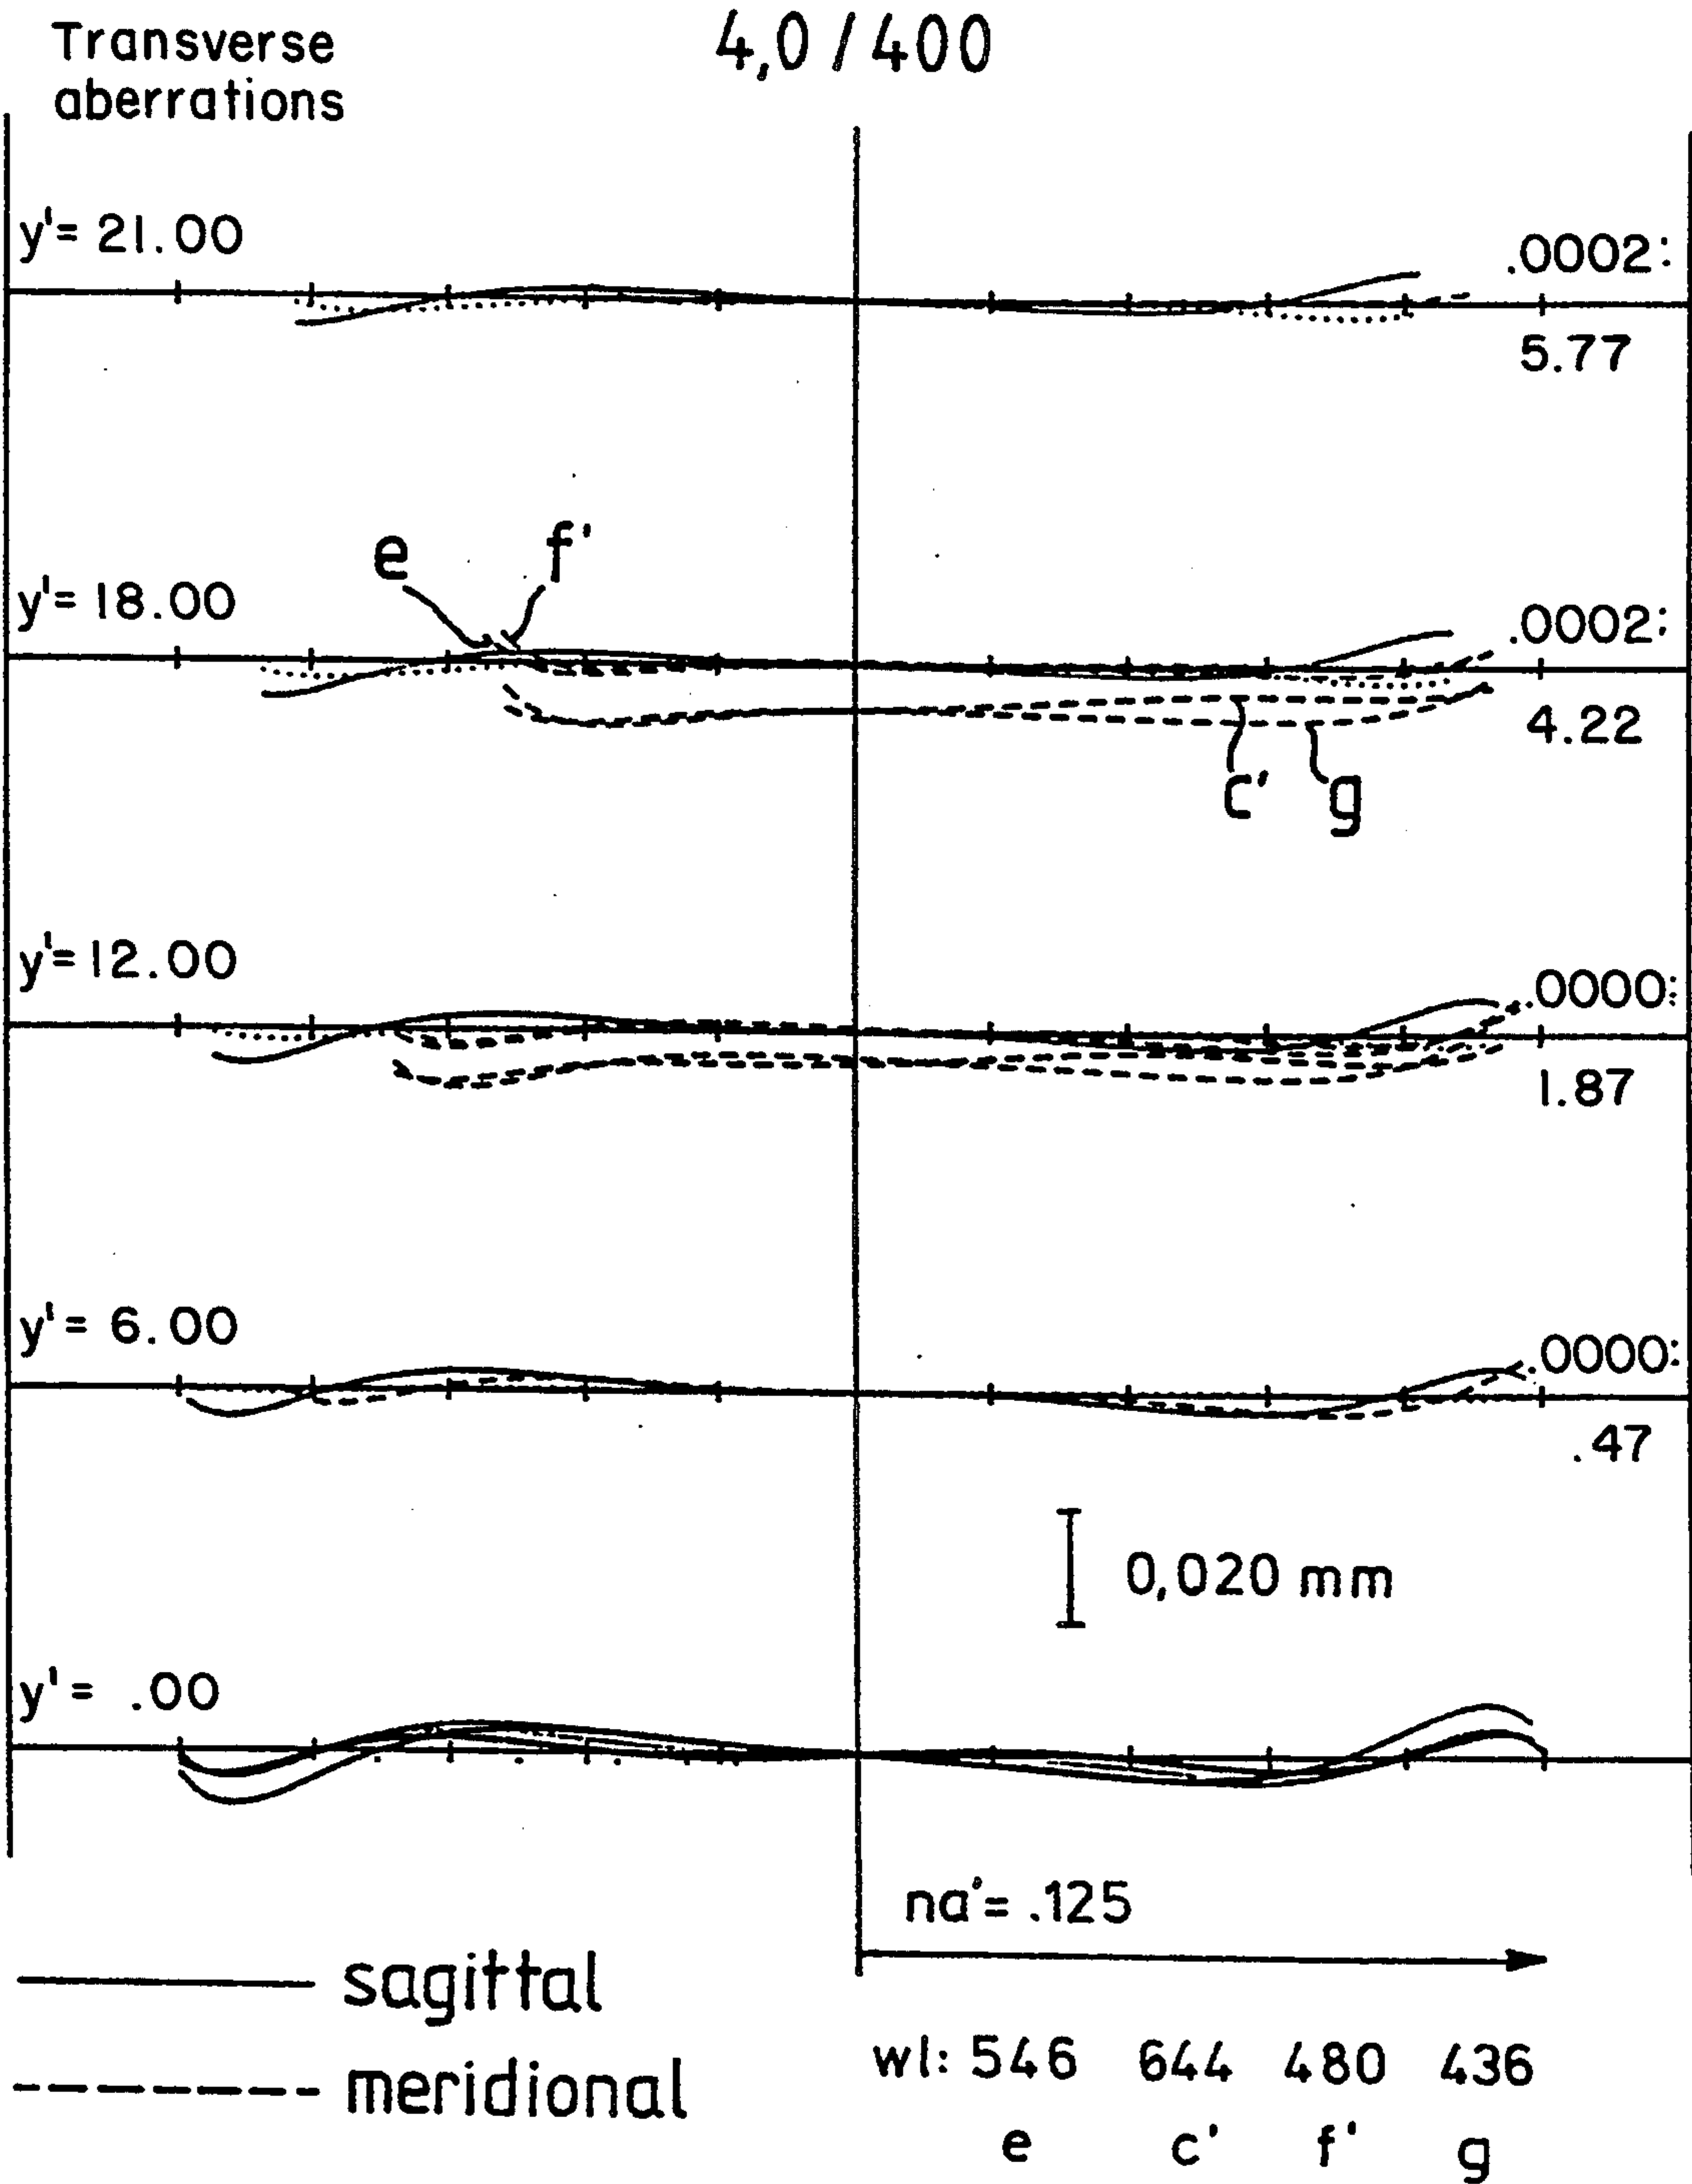 Transverse
aberrations
4,0 / 400
y'= 21.00
.0002:
5.77
e
f'
y'= 18.00
.0002:
4.22
c'
g
y'= 12.00
.0000:
1.87
y'= 6.00
.0000:
.47
0,020 mm
y'= .00
na'= .125
sagittal
meridional
wl: 546 644 480 436
e c' f' g